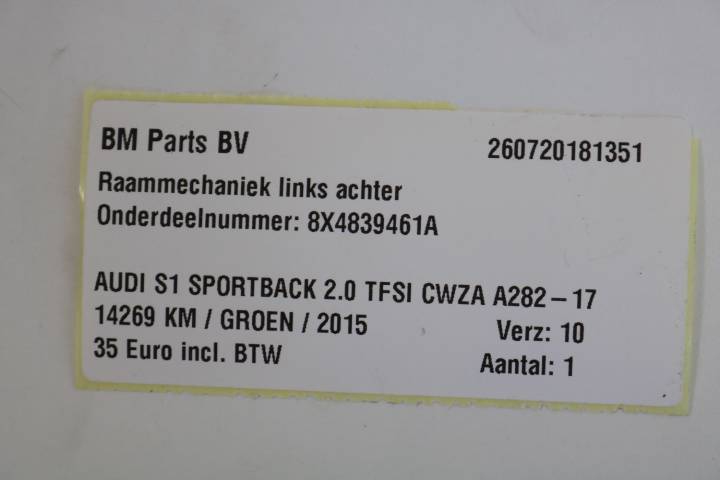 BM Parts BV 260720181351
Raammechaniek links achter
Onderdeelnummer: 8X4839461A
AUDI S1 SPORTBACK 2.0 TFSI CWZA A282-17
14269 KM / GROEN / 2015 Verz: 10
35 Euro incl. BTW Aantal: 1